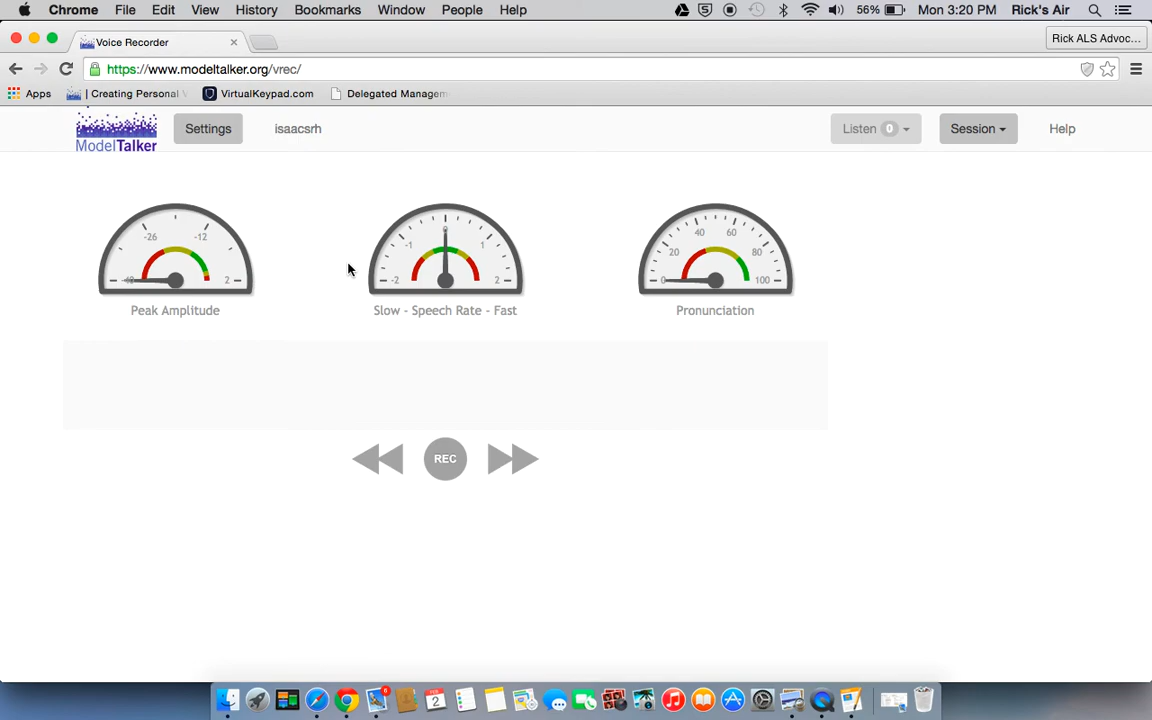 Chrome File Edit View History Bookmarks Window People Help 56% Mon 3:20 PM Rick's Air
Voice Recorder Rick ALS Advoc...
https://www.modeltalker.org/vrec/
Apps | Creating Personal V VirtualKeypad.com Delegated Managem
ModelTalker Settings isaacsrh Listen 0 Session Help
-40 -26 -12 2
-2 -1 0 1 2
0 20 40 60 80 100
Peak Amplitude Slow - Speech Rate - Fast Pronunciation
REC